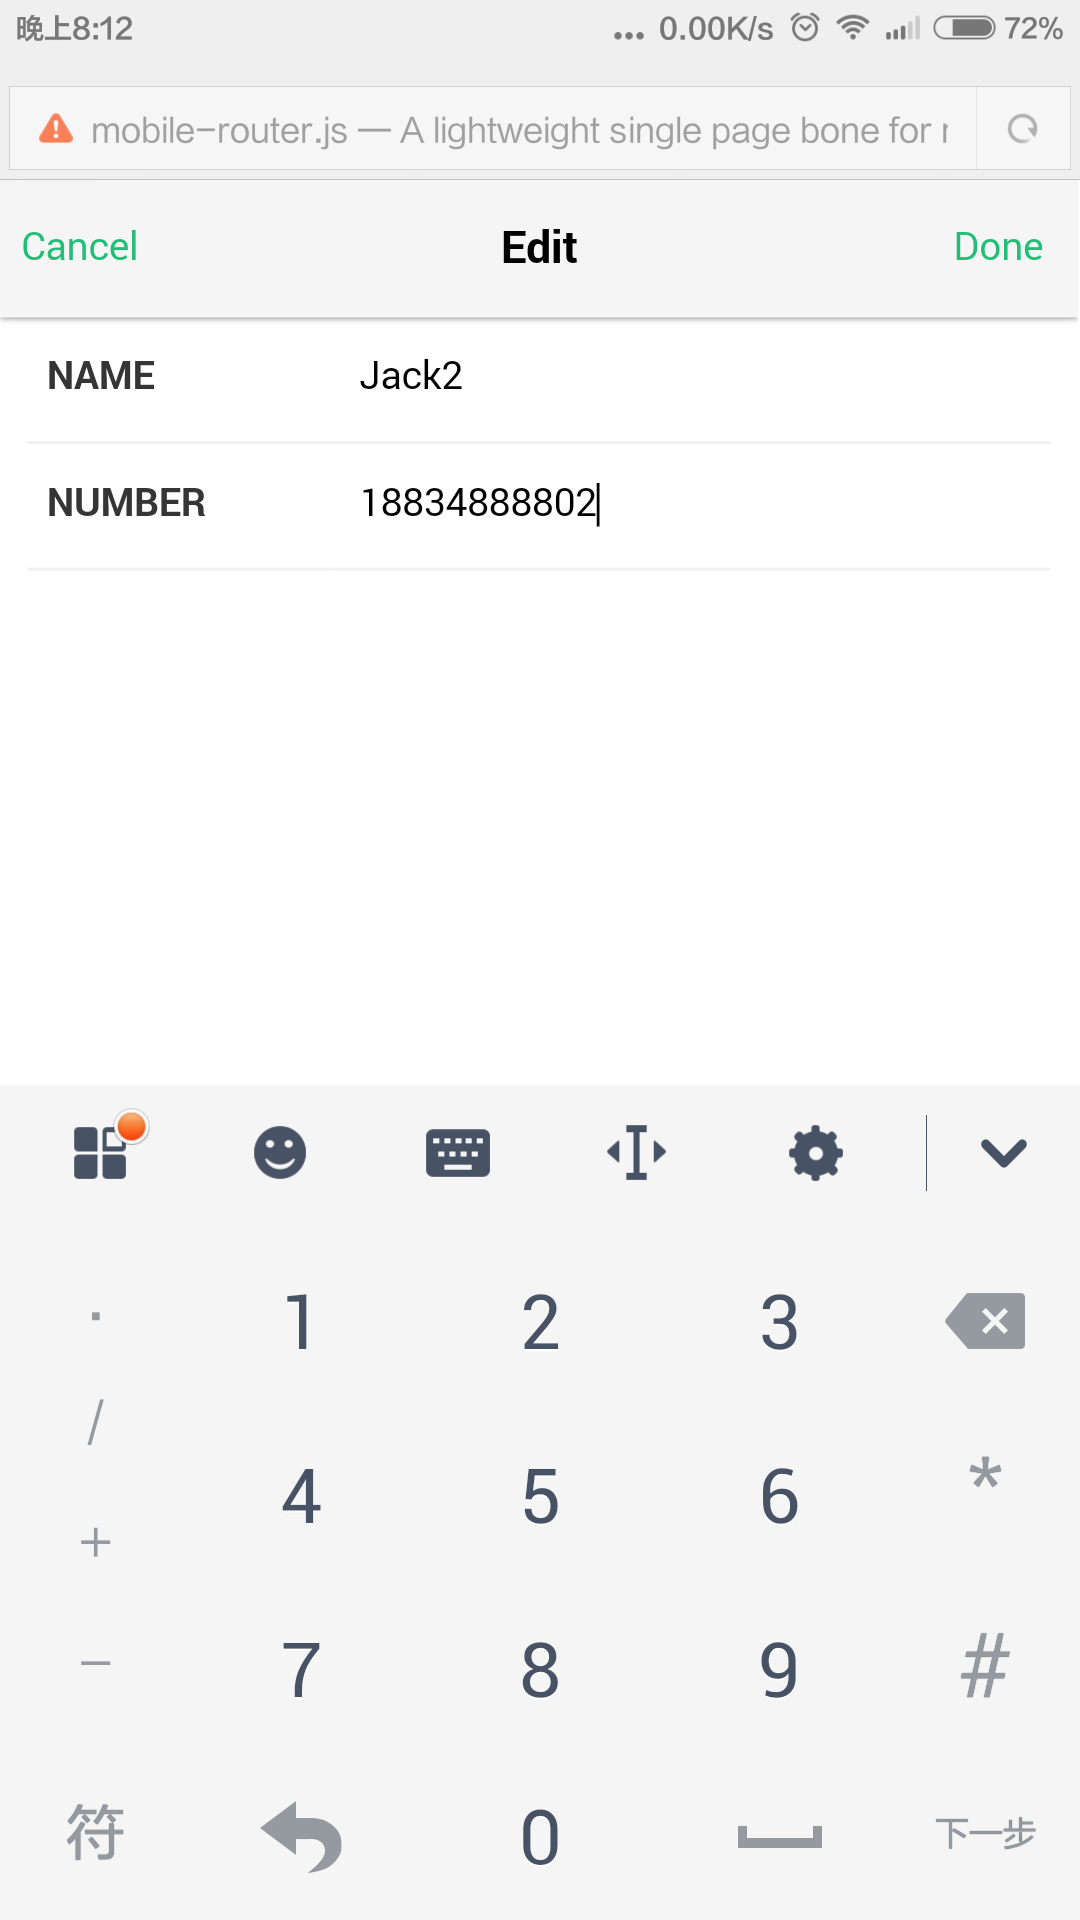 晚上8:12 ... 0.00K/s 72%
mobile-router.js — A lightweight single page bone for
Cancel Edit Done
NAME Jack2
NUMBER 18834888802
. 1 2 3
/
4 5 6 *
+
- 7 8 9 #
符 0 下一步